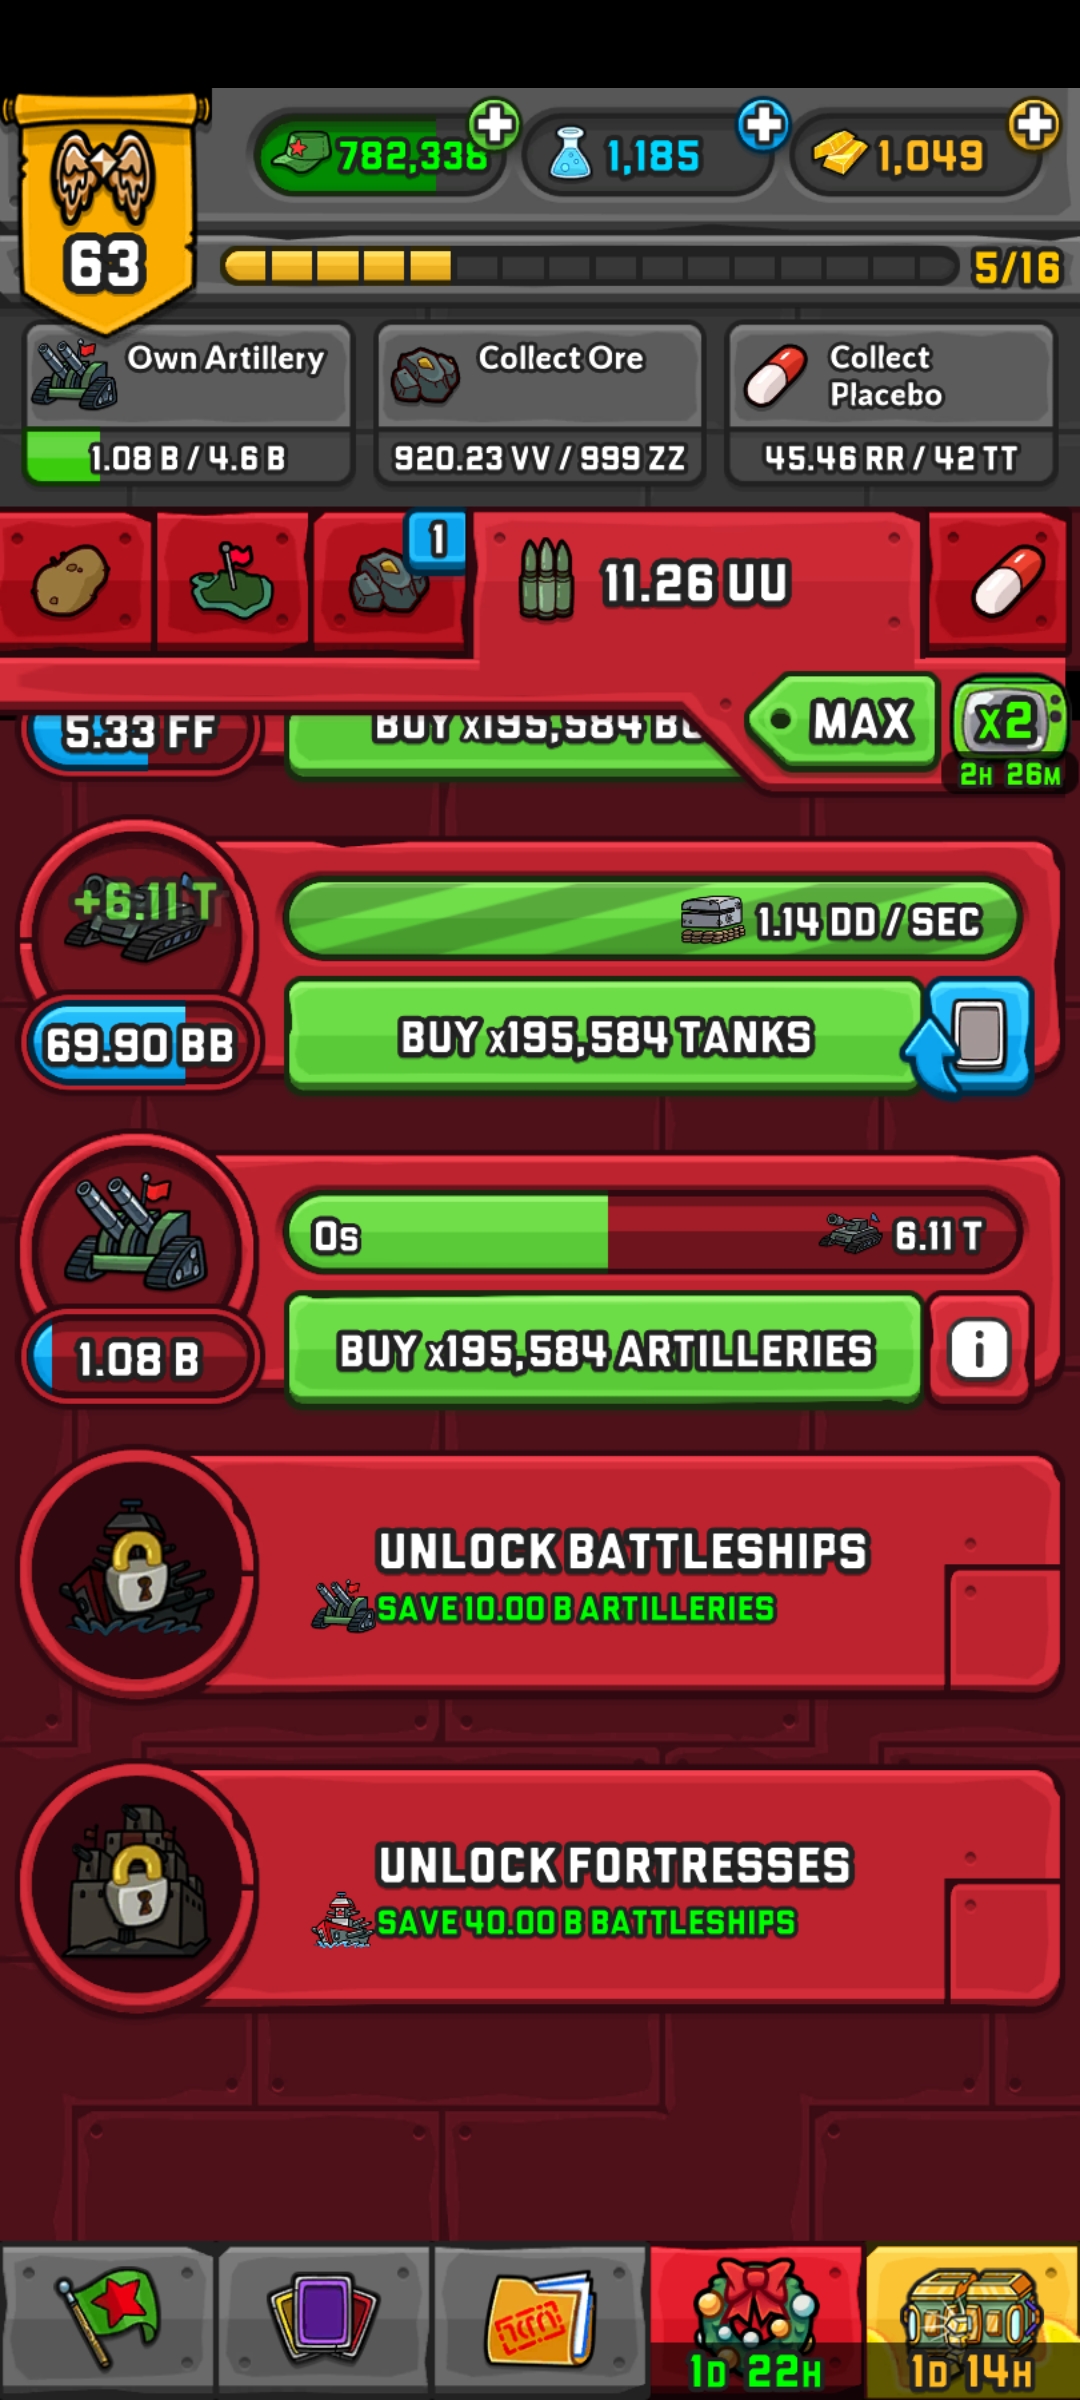 782,338
1,185
1,049
63
5/16
Own Artillery
1.08 B / 4.6 B
Collect Ore
920.23 VV / 999 ZZ
Collect
Placebo
45.46 RR / 42 TT
1
11.26 UU
MAX
x2
2H 26M
5.33 FF
BUY x195,584
+6.11 T
1.14 DD / SEC
69.90 BB
BUY x195,584 TANKS
0s
6.11 T
1.08 B
BUY x195,584 ARTILLERIES
i
UNLOCK BATTLESHIPS
SAVE 10.00 B ARTILLERIES
UNLOCK FORTRESSES
SAVE 40.00 B BATTLESHIPS
1D 22H
1D 14H